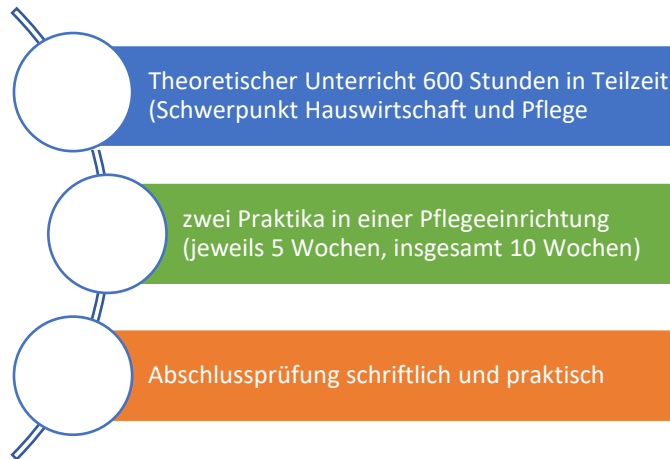 Theoretischer Unterricht 600 Stunden in Teilzeit
(Schwerpunkt Hauswirtschaft und Pflege
zwei Praktika in einer Pflegeeinrichtung
(jeweils 5 Wochen, insgesamt 10 Wochen)
Abschlussprüfung schriftlich und praktisch